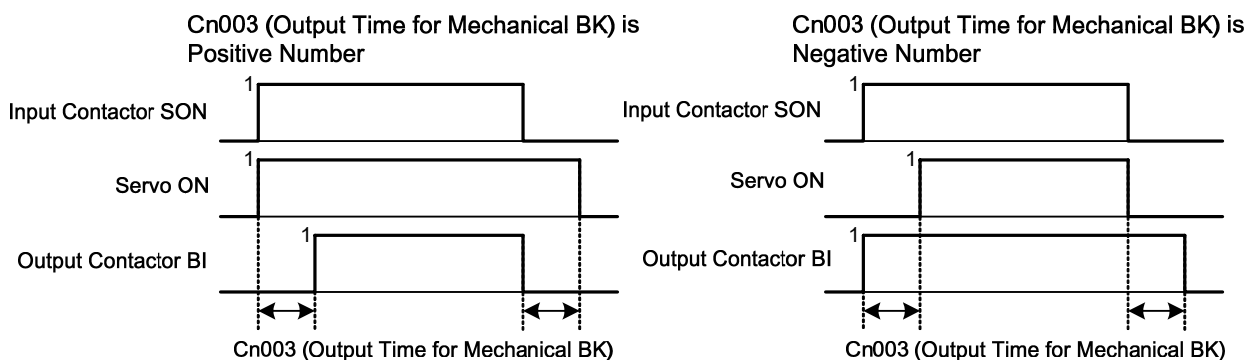 Cn003 (Output Time for Mechanical BK) is
Positive Number
1
Input Contactor SON
1
Servo ON
1
Output Contactor BI
Cn003 (Output Time for Mechanical BK)
Cn003 (Output Time for Mechanical BK) is
Negative Number
1
Input Contactor SON
1
Servo ON
1
Output Contactor BI
Cn003 (Output Time for Mechanical BK)